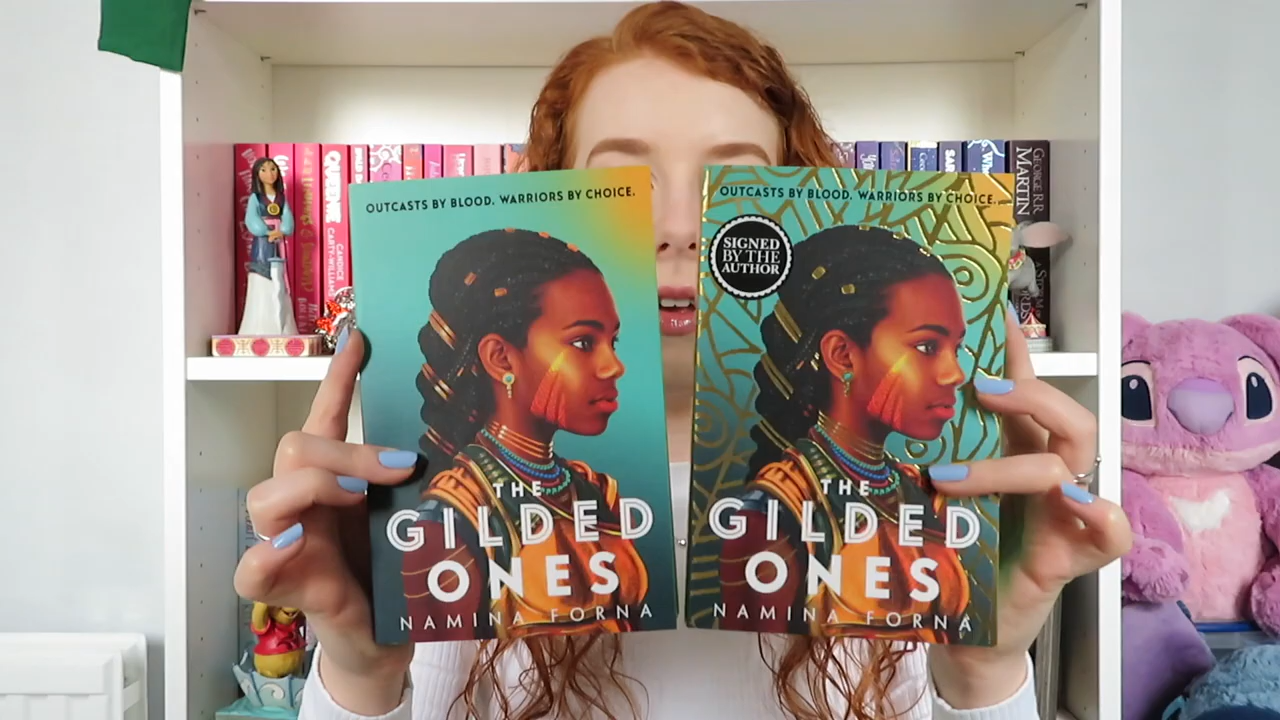 OUTCASTS BY BLOOD. WARRIORS BY CHOICE.
THE
GILDED
ONES
NAMINA FORNA
OUTCASTS BY BLOOD. WARRIORS BY CHOICE.
SIGNED
BY THE
AUTHOR
THE
GILDED
ONES
NAMINA FORNA
QUEENIE
CANDICE
CARTY-WILLIAMS
GEORGE R.R.
MARTIN